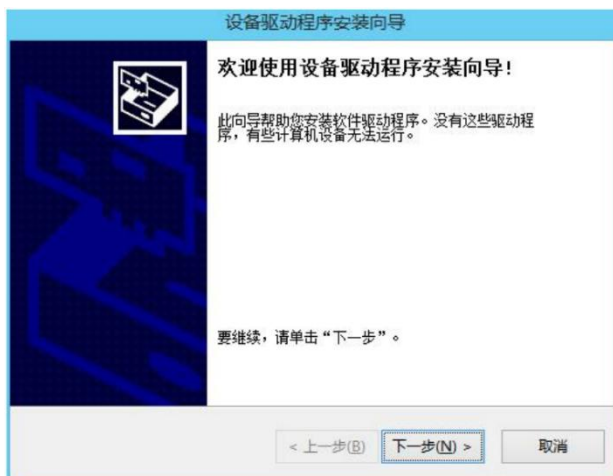 设备驱动程序安装向导
欢迎使用设备驱动程序安装向导!
此向导帮助您安装软件驱动程序。没有这些驱动程
序，有些计算机设备无法运行。
要继续，请单击“下一步”。
< 上一步(B)
下一步(N) >
取消